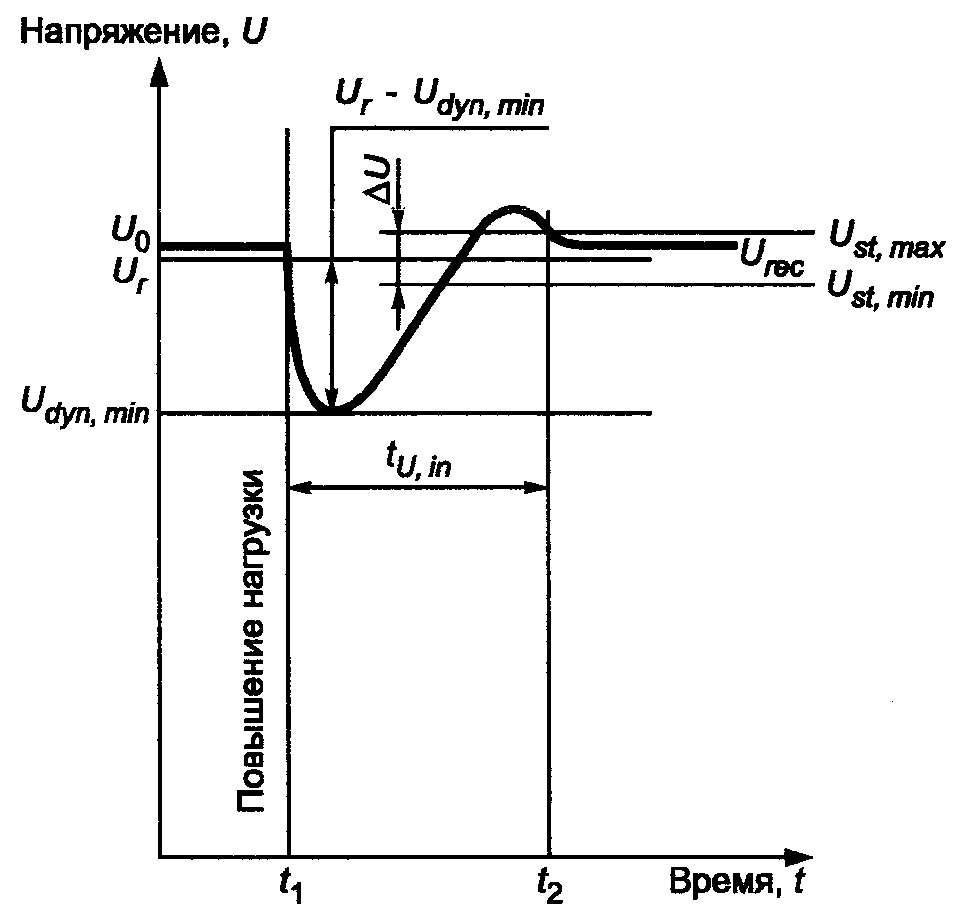 Напряжение, U
U_r - U_dyn, min
ΔU
U_0
U_r
U_st, max
U_rec
U_st, min
U_dyn, min
t_U, in
Повышение нагрузки
t_1
t_2
Время, t